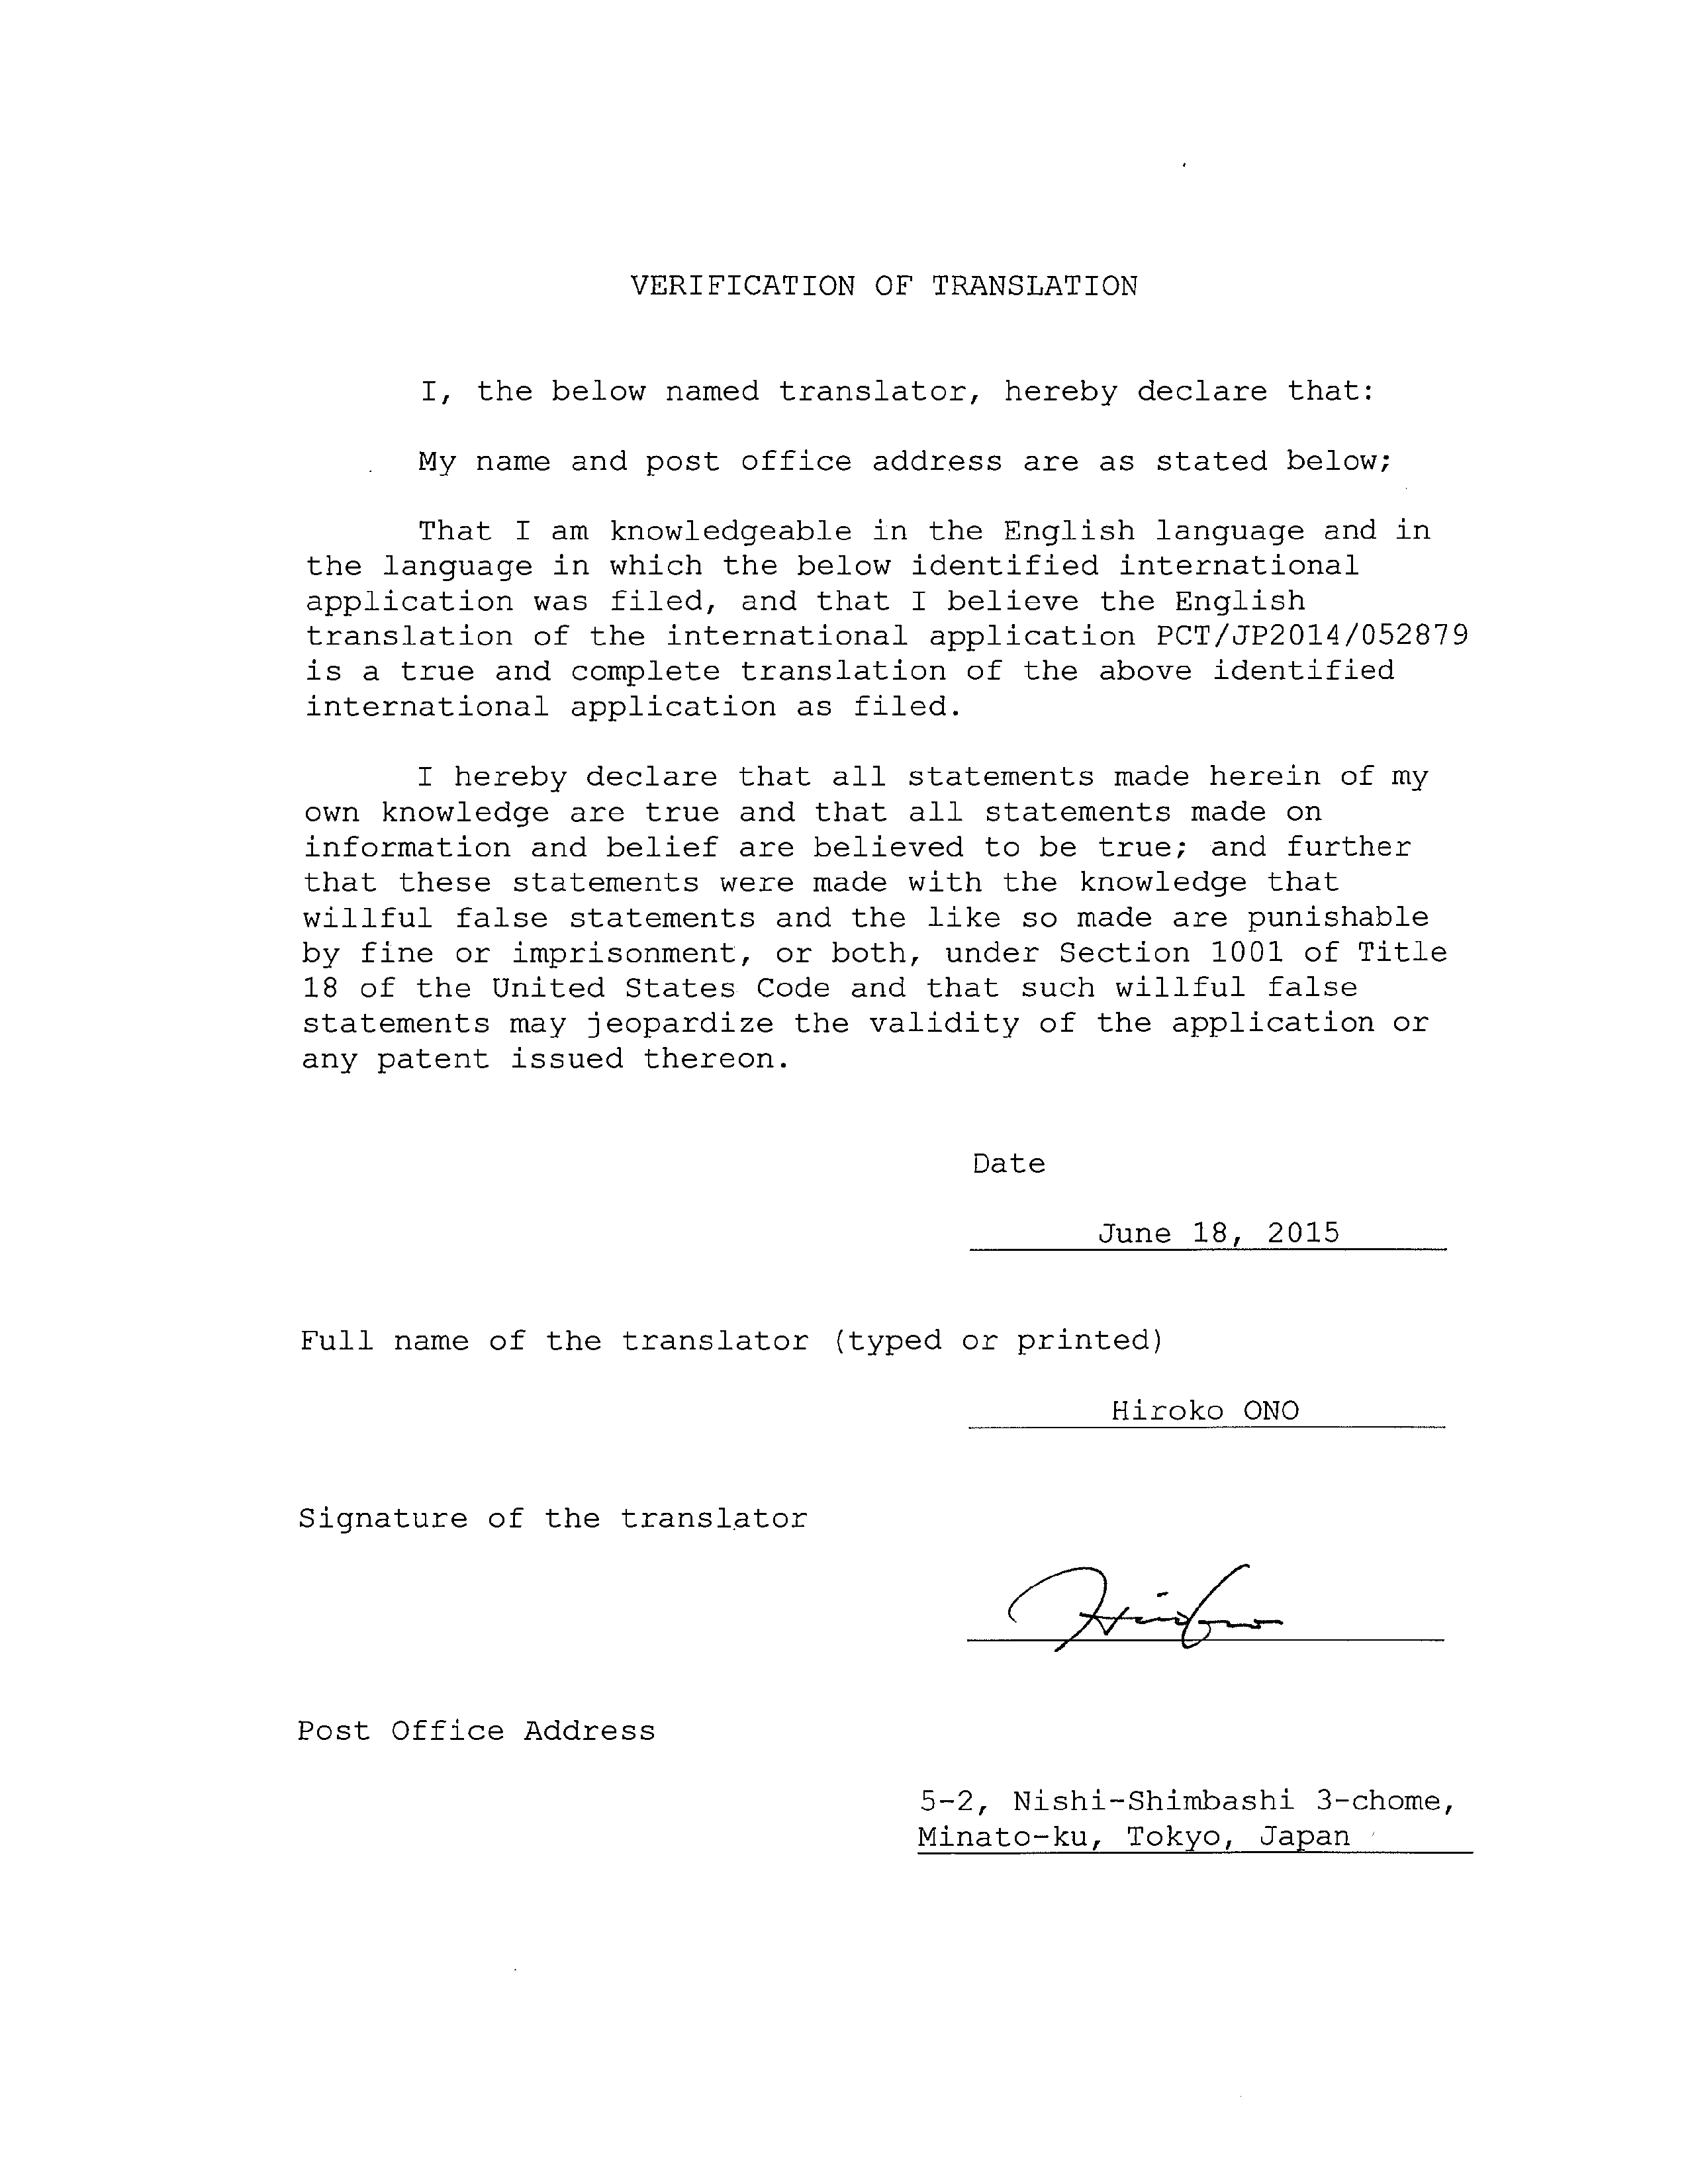 VERIFICATION OF TRANSLATION
I, the below named translator, hereby declare that:
My name and post office address are as stated below;
That I am knowledgeable in the English language and in
the language in which the below identified international
application was filed, and that I believe the English
translation of the international application PCT/JP2014/052879
is a true and complete translation of the above identified
international application as filed.
I hereby declare that all statements made herein of my
own knowledge are true and that all statements made on
information and belief are believed to be true; and further
that these statements were made with the knowledge that
willful false statements and the like so made are punishable
by fine or imprisonment, or both, under Section 1001 of Title
18 of the United States Code and that such willful false
statements may jeopardize the validity of the application or
any patent issued thereon.
Date
June 18, 2015
Full name of the translator (typed or printed)
Hiroko ONO
Signature of the translator
Post Office Address
5-2, Nishi-Shimbashi 3-chome,
Minato-ku, Tokyo, Japan